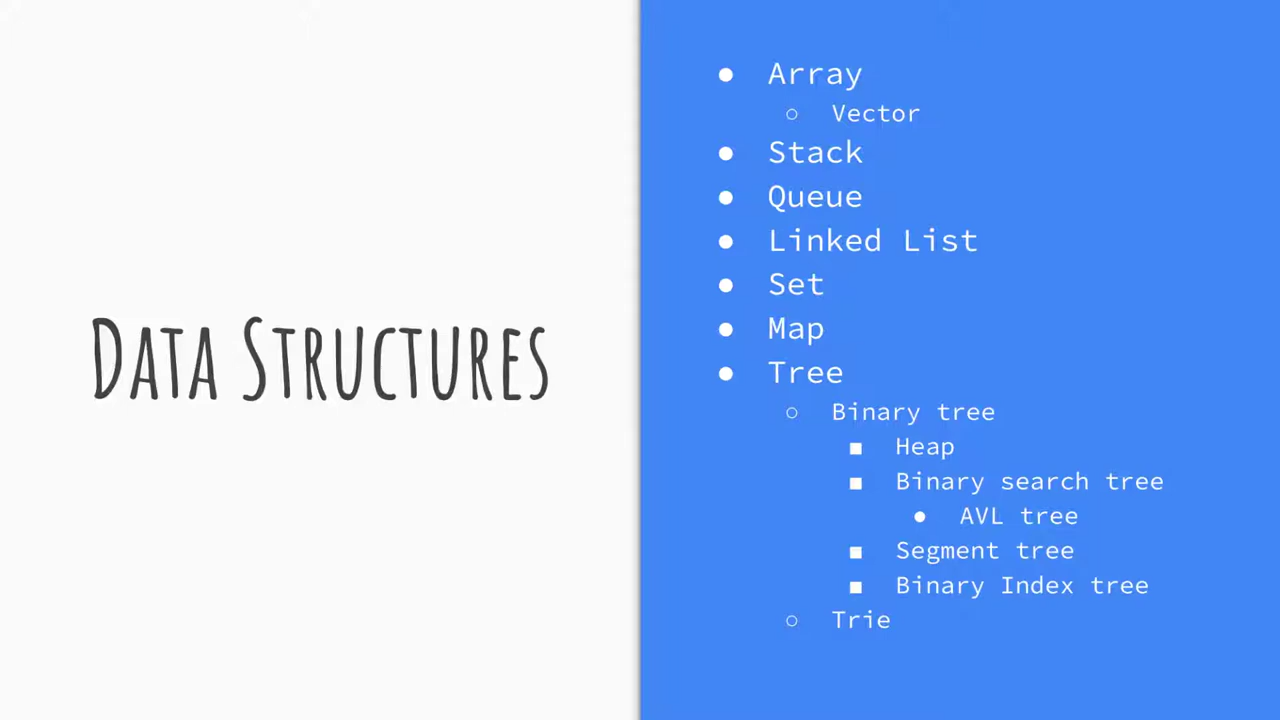 DATA STRUCTURES
● Array
○ Vector
● Stack
● Queue
● Linked List
● Set
● Map
● Tree
○ Binary tree
■ Heap
■ Binary search tree
● AVL tree
■ Segment tree
■ Binary Index tree
○ Trie